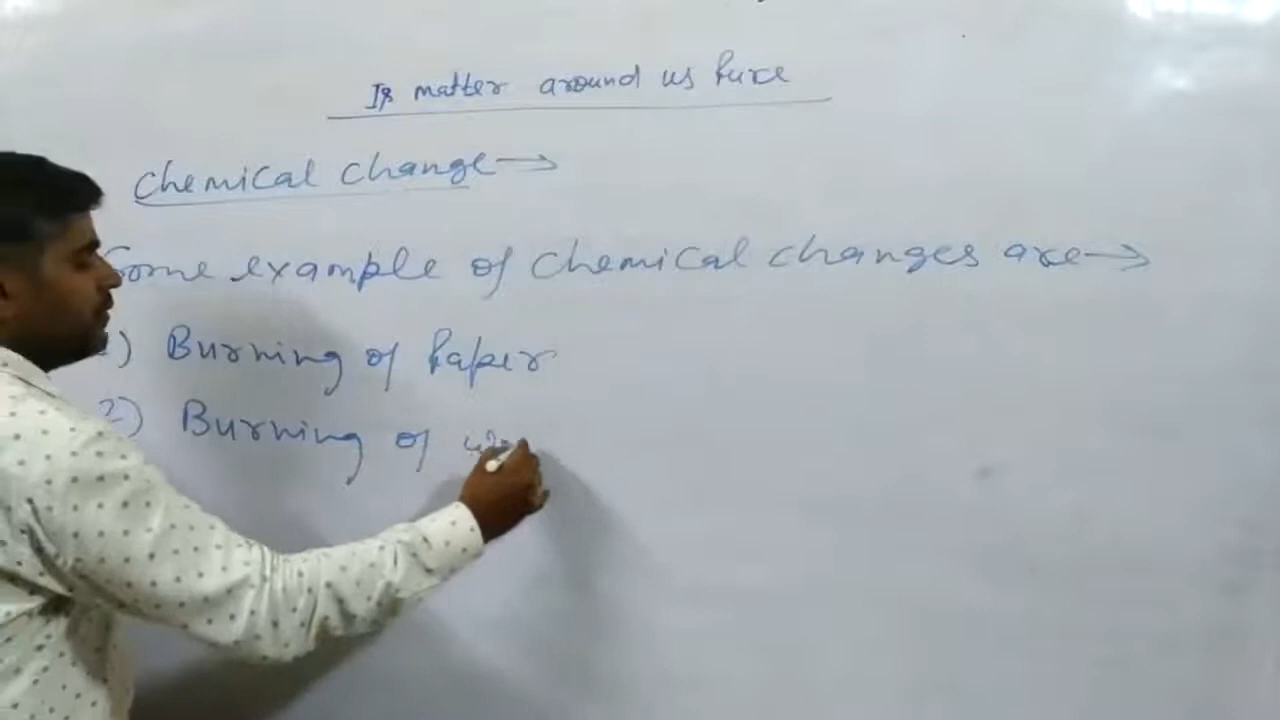 Is matter around us Pure
Chemical change →
Some example of chemical changes are →
1) Burning of Paper
2) Burning of